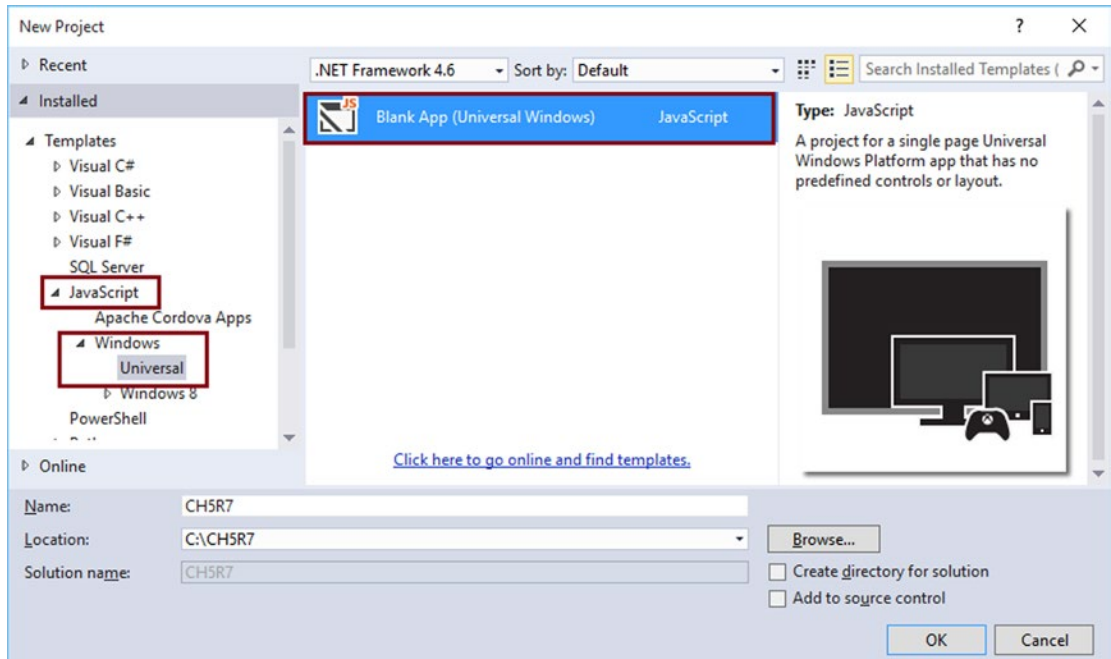 New Project ?
Recent
.NET Framework 4.6 Sort by: Default Search Installed Templates (
Installed
Templates
Visual C#
Visual Basic
Visual C++
Visual F#
SQL Server
JavaScript
Apache Cordova Apps
Windows
Universal
Windows 8
PowerShell
Online
JS Blank App (Universal Windows) JavaScript
Click here to go online and find templates.
Type: JavaScript
A project for a single page Universal
Windows Platform app that has no
predefined controls or layout.
Name: CH5R7
Location: C:\CH5R7 Browse...
Solution name: CH5R7 Create directory for solution
Add to source control
OK Cancel